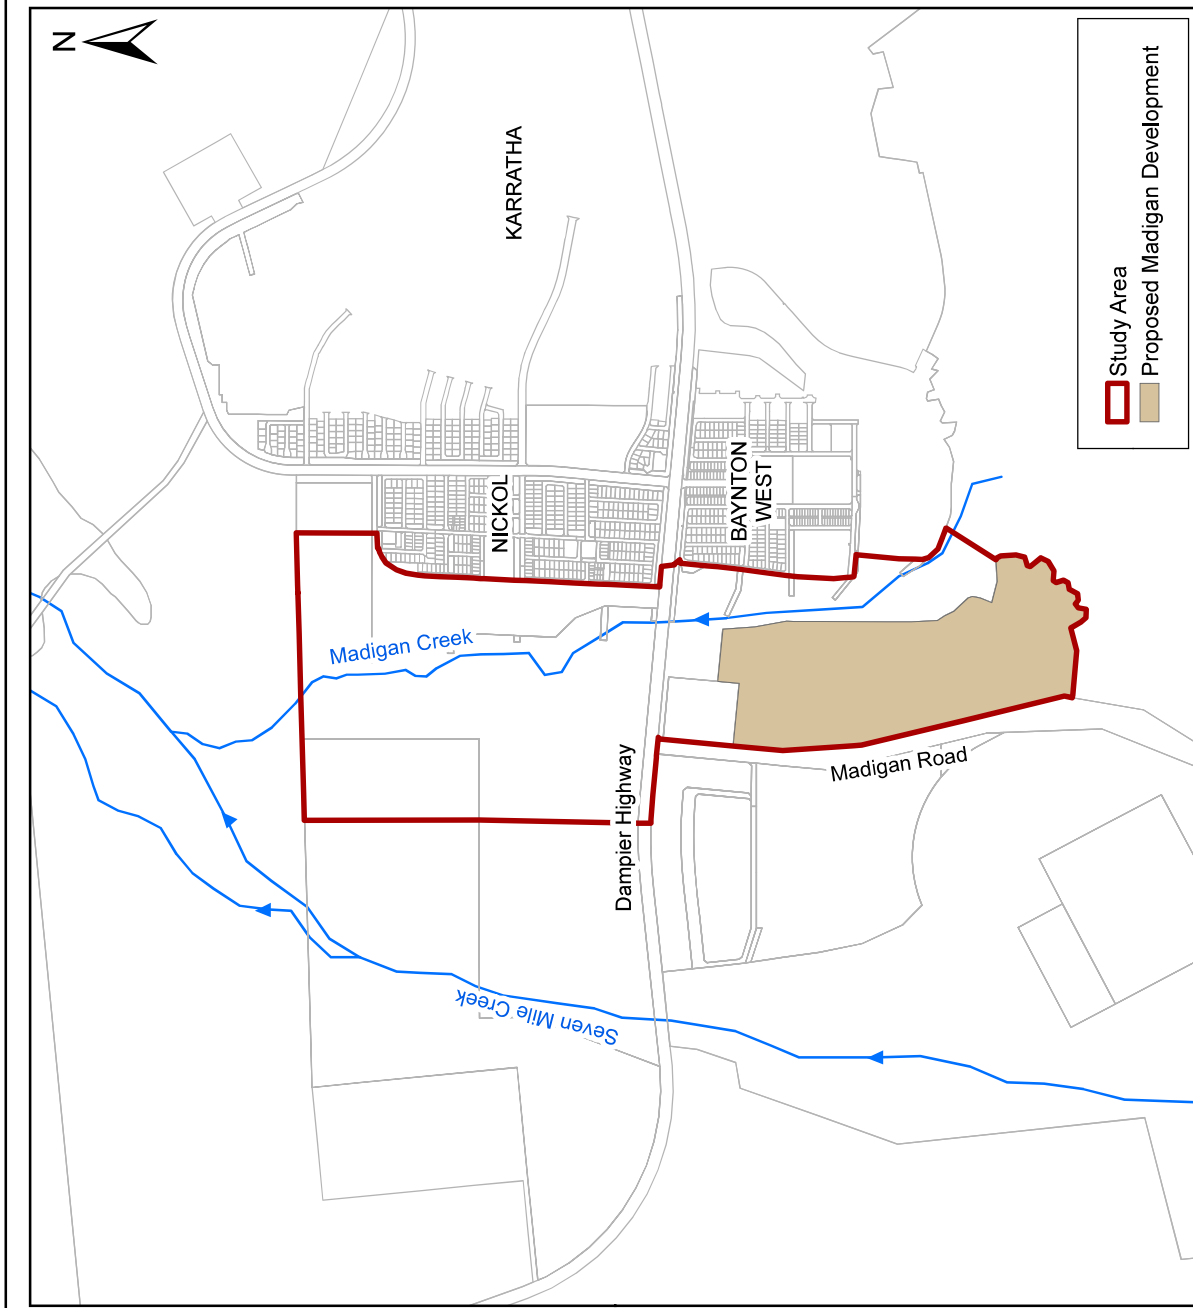 N
KARRATHA
NICKOL
BAYNTON
WEST
Madigan Creek
Dampier Highway
Madigan Road
Seven Mile Creek
Study Area
Proposed Madigan Development